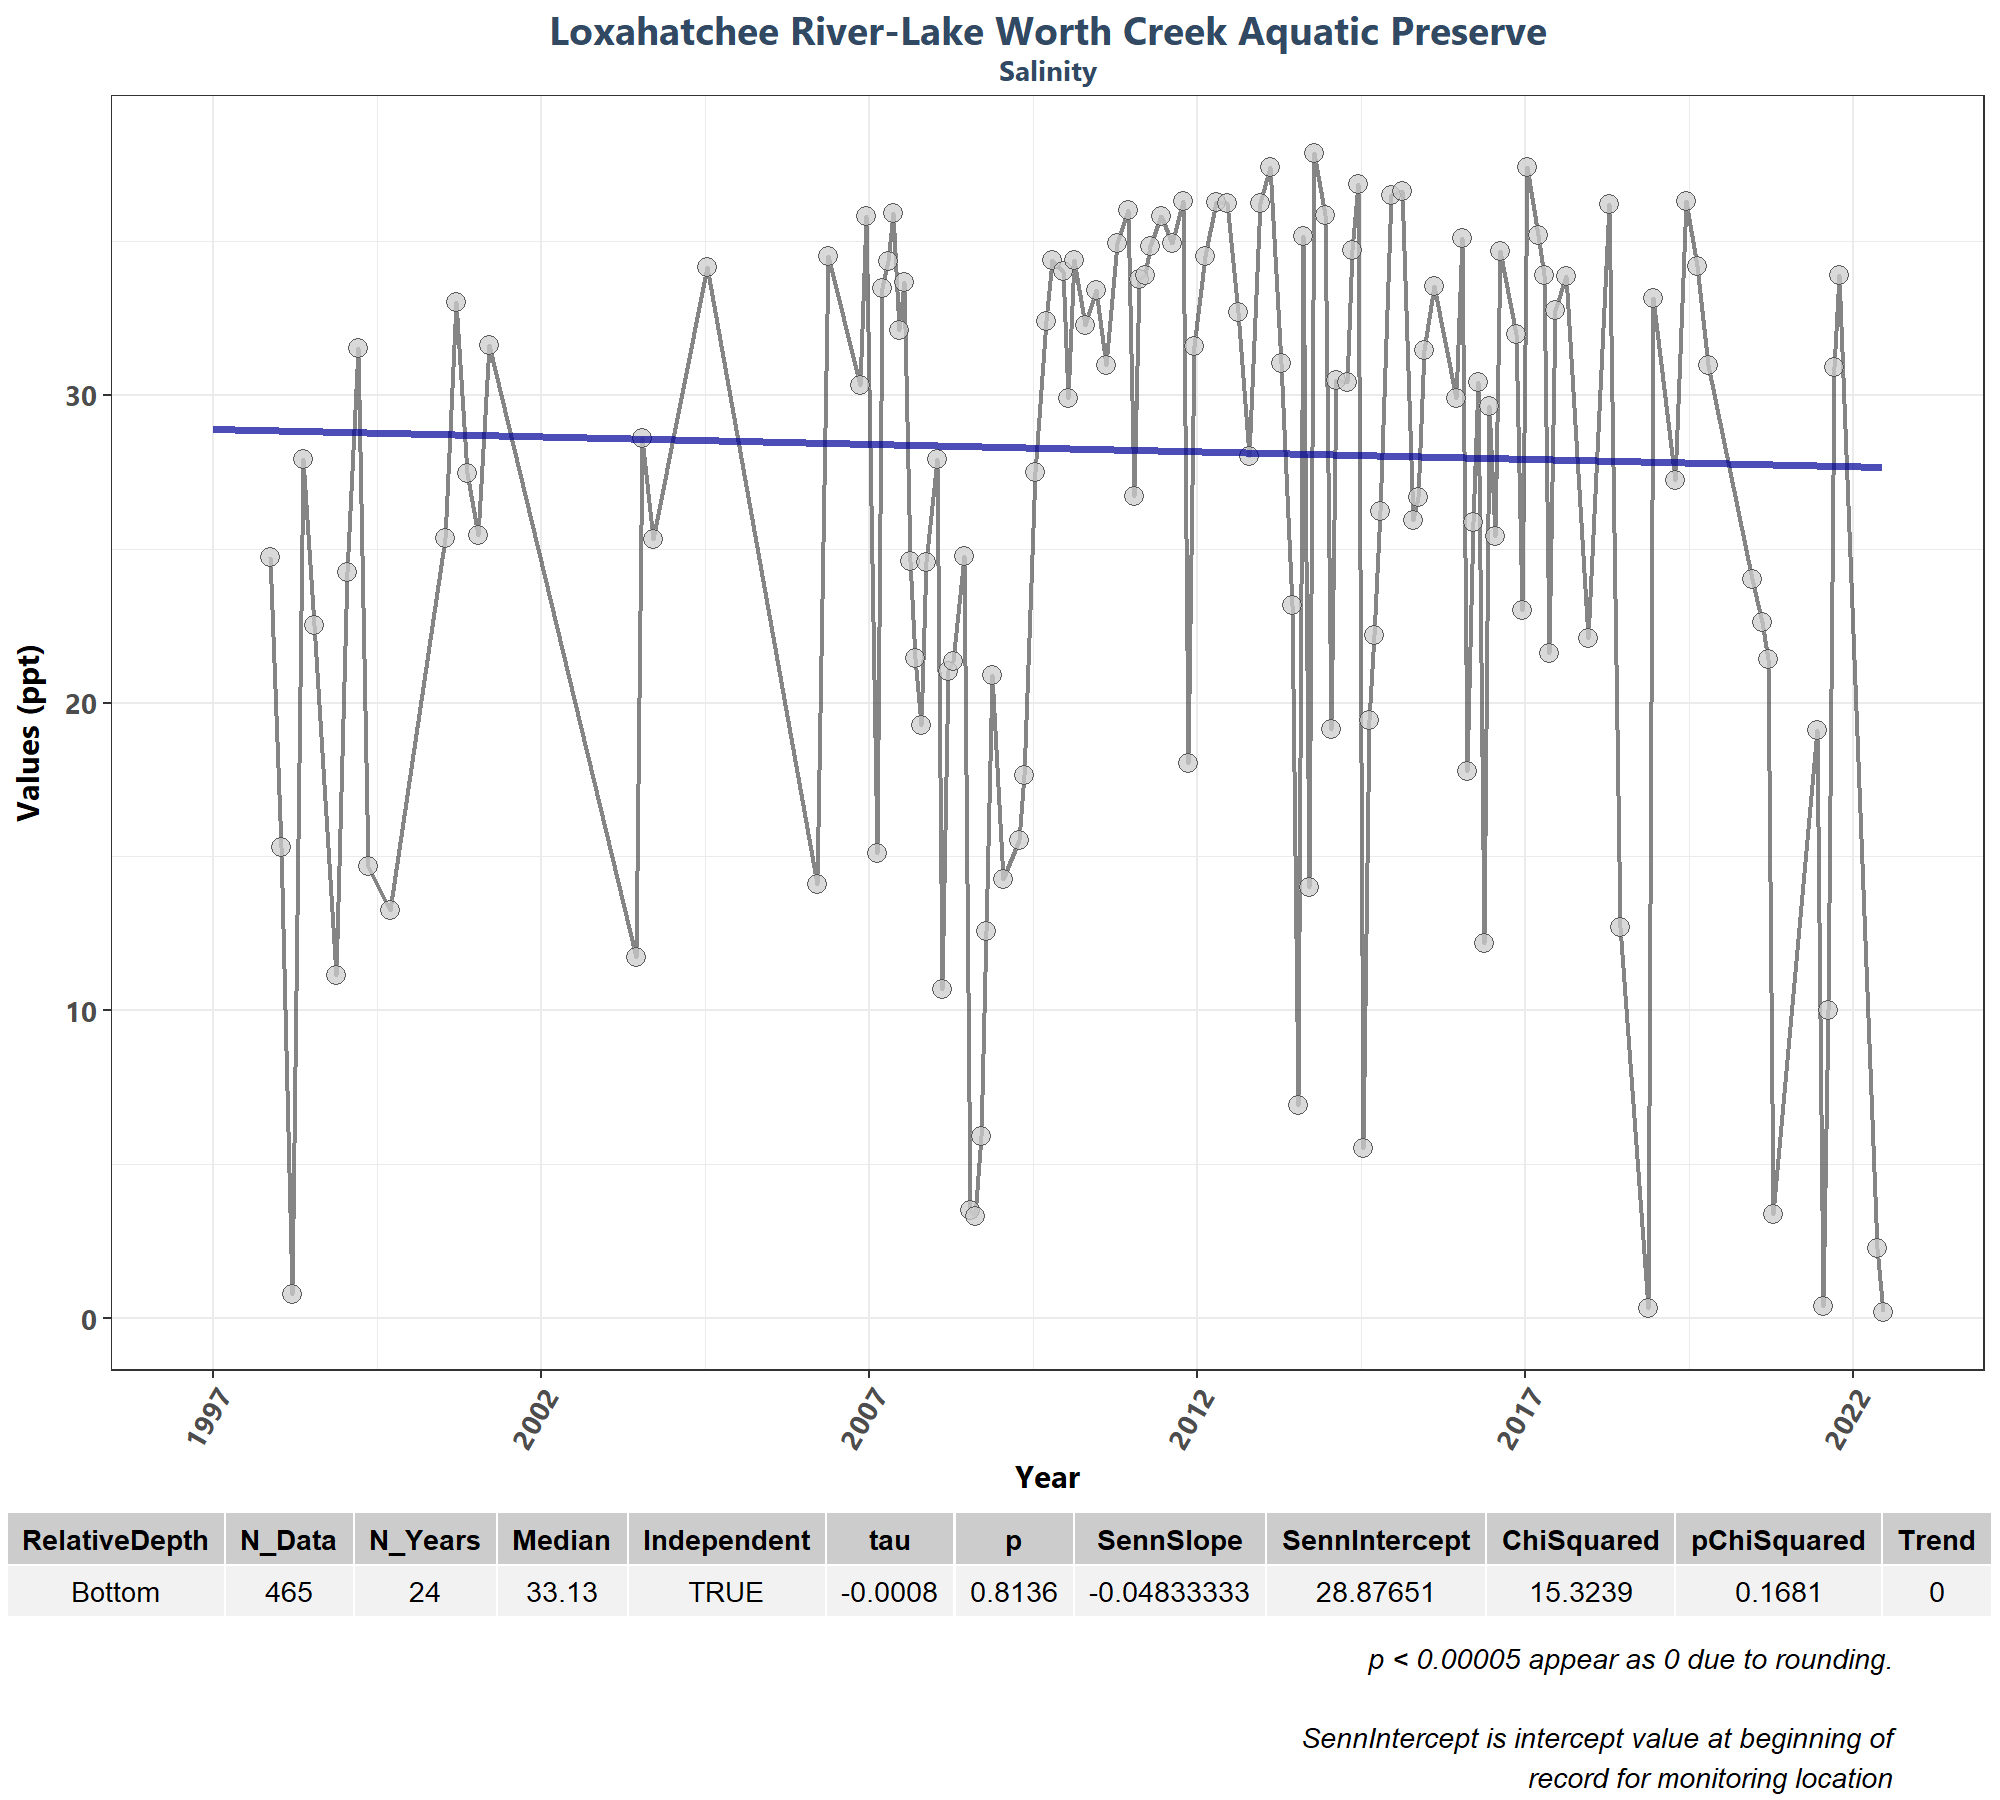 Loxahatchee River-Lake Worth Creek Aquatic Preserve
Salinity
Values (ppt)
30
20
10
0
1997
2002
2007
2012
2017
2022
Year
RelativeDepth N_Data N_Years Median Independent tau p SennSlope SennIntercept ChiSquared pChiSquared Trend
Bottom 465 24 33.13 TRUE -0.0008 0.8136 -0.04833333 28.87651 15.3239 0.1681 0
p < 0.00005 appear as 0 due to rounding.
SennIntercept is intercept value at beginning of
record for monitoring location